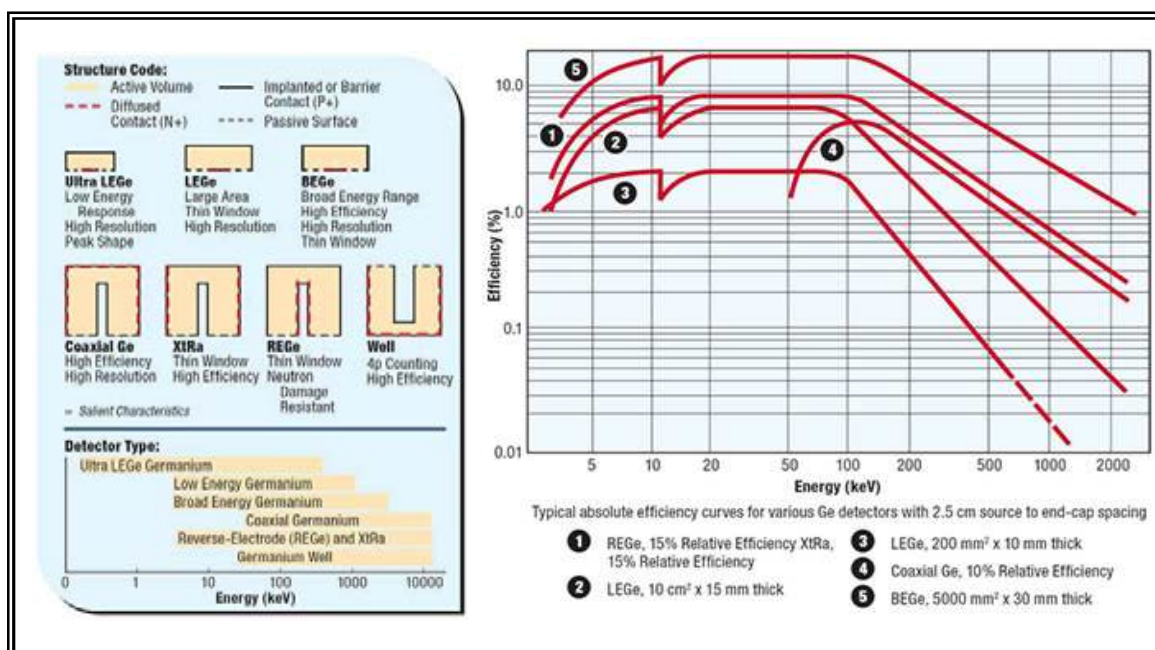 Structure Code:
Active Volume
Diffused
Contact (N+)
Implanted or Barrier
Contact (P+)
Passive Surface
Ultra LEGe
Low Energy
Response
High Resolution
Peak Shape
LEGe
Large Area
Thin Window
High Resolution
BEGe
Broad Energy Range
High Efficiency
High Resolution
Thin Window
Coaxial Ge
High Efficiency
High Resolution
XtRa
Thin Window
High Efficiency
REGe
Thin Window
Neutron
Damage
Resistant
Well
4p Counting
High Efficiency
= Salient Characteristics
Detector Type:
Ultra LEGe Germanium
Low Energy Germanium
Broad Energy Germanium
Coaxial Germanium
Reverse-Electrode (REGe) and XtRa
Germanium Well
0 1 10 100 1000 10000
Energy (keV)
10.0
1.0
0.1
0.01
Efficiency (%)
5
1
2
3
4
5 10 20 50 100 200 500 1000 2000
Energy (keV)
Typical absolute efficiency curves for various Ge detectors with 2.5 cm source to end-cap spacing
1 REGe, 15% Relative Efficiency XtRa,
15% Relative Efficiency
2 LEGe, 10 cm² x 15 mm thick
3 LEGe, 200 mm² x 10 mm thick
4 Coaxial Ge, 10% Relative Efficiency
5 BEGe, 5000 mm² x 30 mm thick